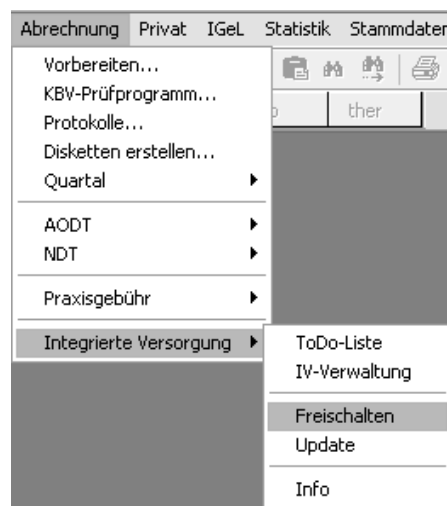 Abrechnung Privat IGeL Statistik Stammdaten
Vorbereiten...
KBV-Prüfprogramm...
Protokolle...
ther
Disketten erstellen...
Quartal
AODT
NDT
Praxisgebühr
Integrierte Versorgung
ToDo-Liste
IV-Verwaltung
Freischalten
Update
Info